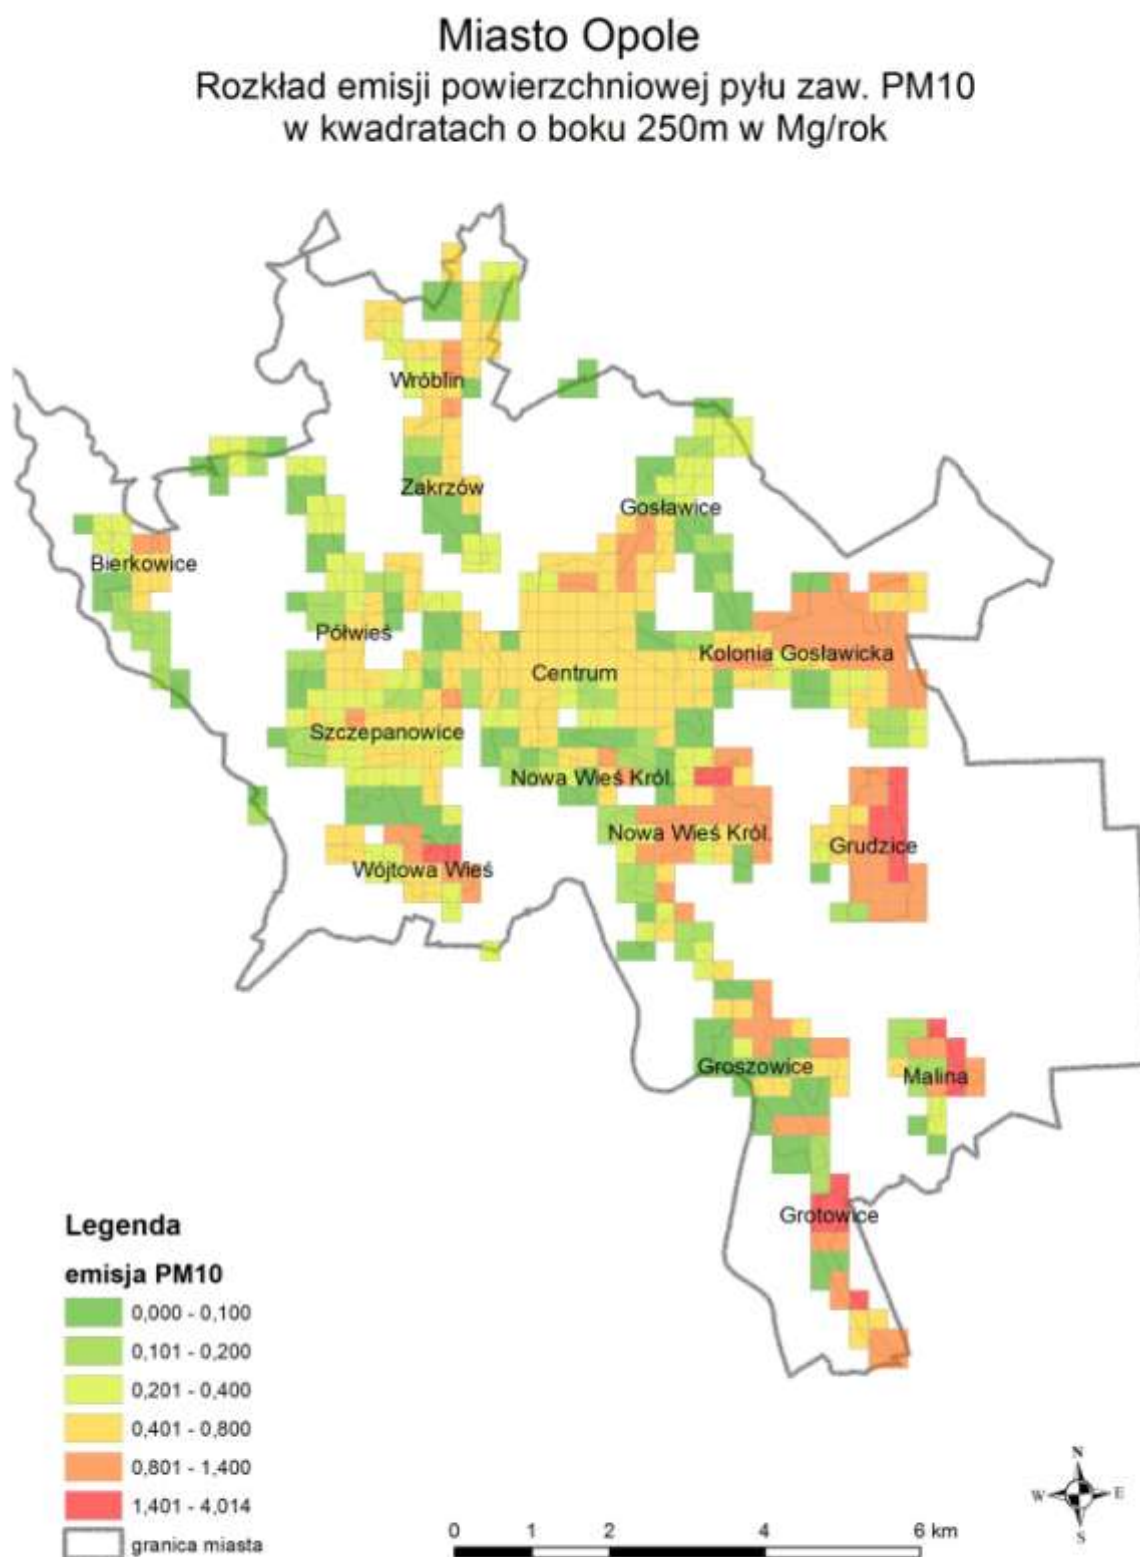 Miasto Opole
Rozkład emisji powierzchniowej pyłu zaw. PM10
w kwadratach o boku 250m w Mg/rok
Wróblin
Zakrzów
Gosławice
Bierkowice
Półwieś
Kolonia Gosławicka
Centrum
Szczepanowice
Nowa Wieś Król.
Nowa Wieś Król.
Grudzice
Wójtowa Wieś
Groszowice
Malina
Grotowice
Legenda
emisja PM10
0,000 - 0,100
0,101 - 0,200
0,201 - 0,400
0,401 - 0,800
0,801 - 1,400
1,401 - 4,014
granica miasta
0 1 2 4 6 km
N
W E
S